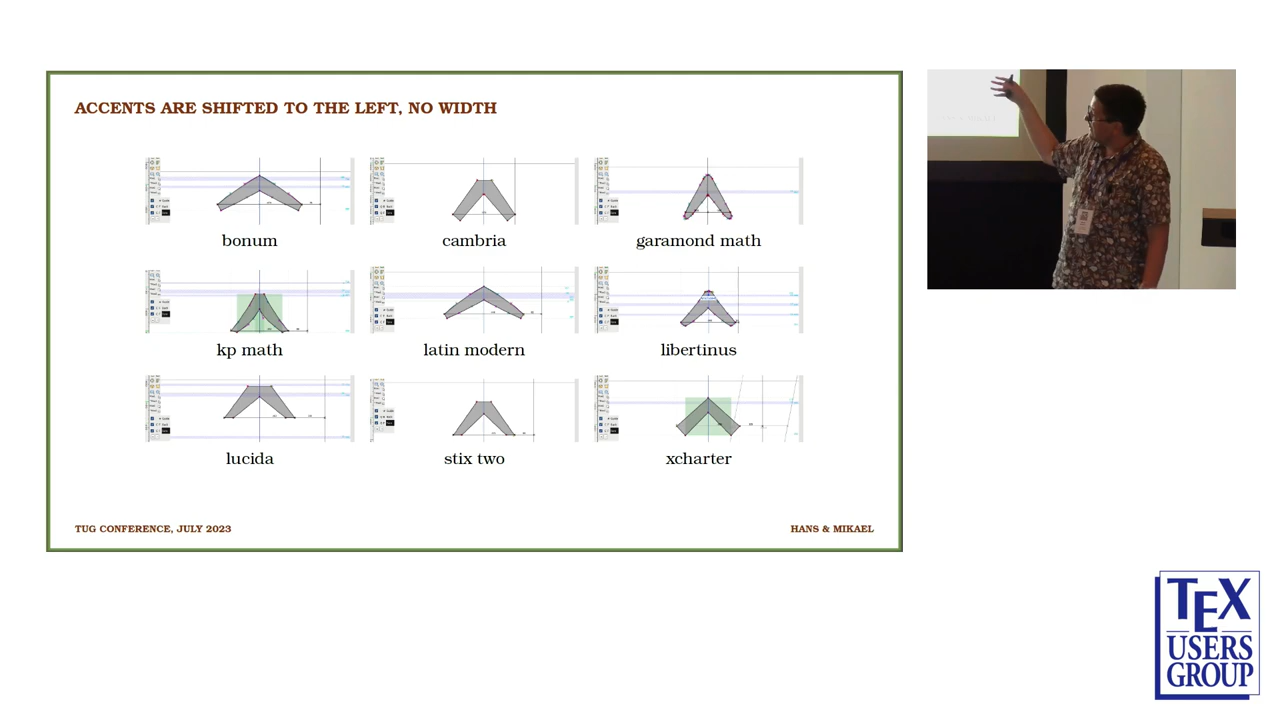 ACCENTS ARE SHIFTED TO THE LEFT, NO WIDTH
bonum
cambria
garamond math
kp math
latin modern
libertinus
lucida
stix two
xcharter
TUG CONFERENCE, JULY 2023
HANS & MIKAEL
TEX
USERS
GROUP